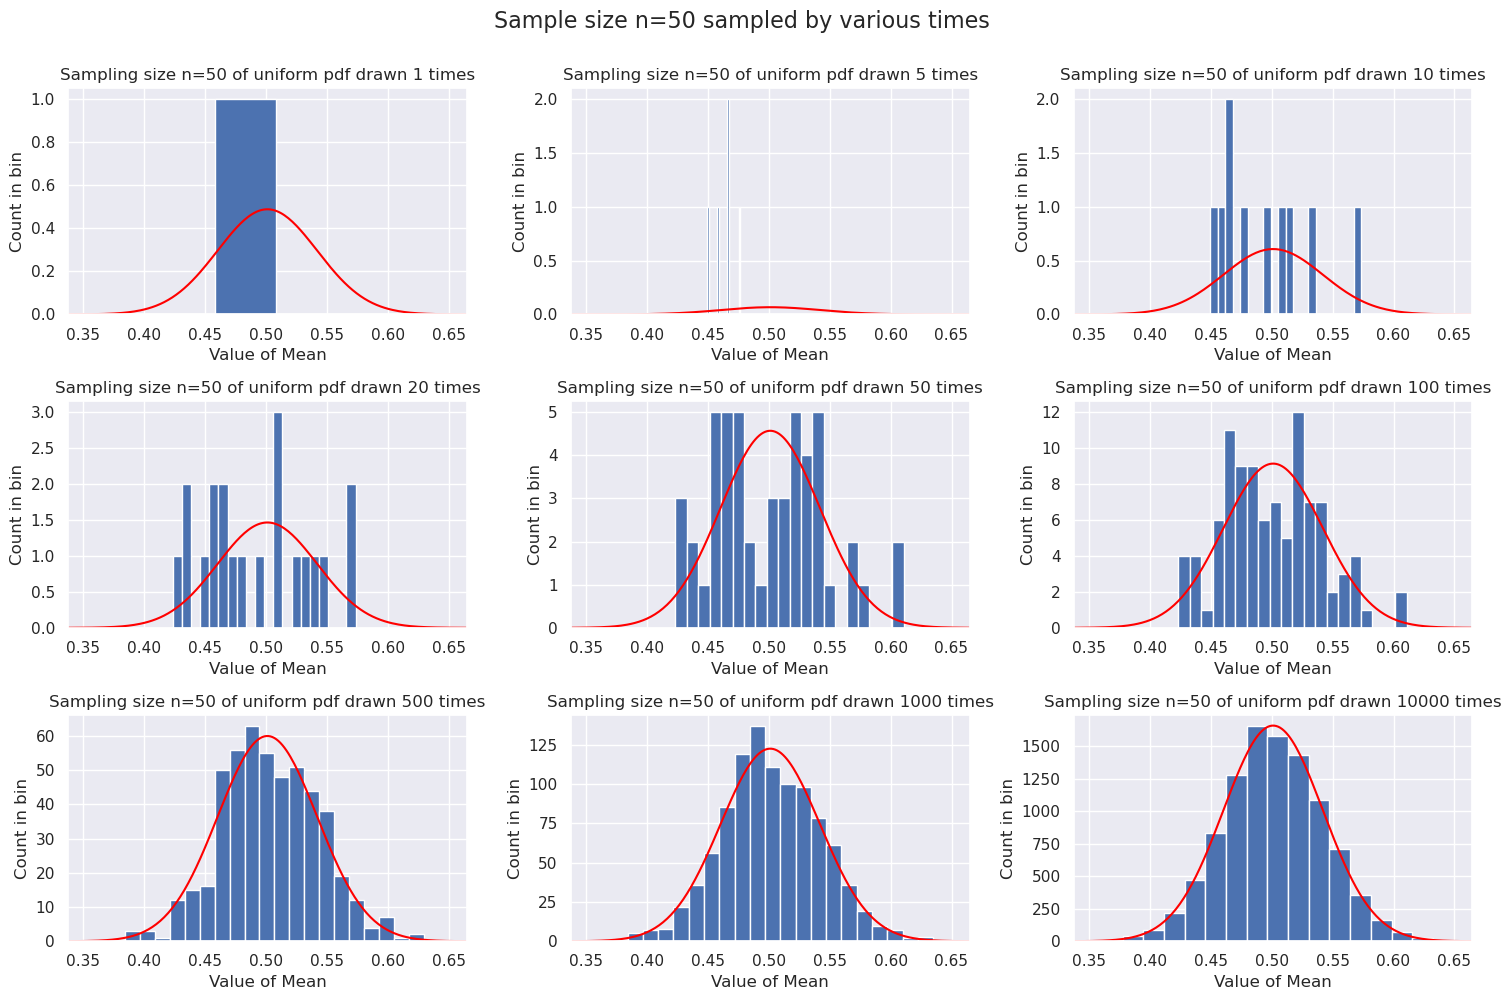 Sample size n=50 sampled by various times
Sampling size n=50 of uniform pdf drawn 1 times
Count in bin
1.0
0.8
0.6
0.4
0.2
0.0
0.35 0.40 0.45 0.50 0.55 0.60 0.65
Value of Mean
Sampling size n=50 of uniform pdf drawn 5 times
Count in bin
2.0
1.5
1.0
0.5
0.0
0.35 0.40 0.45 0.50 0.55 0.60 0.65
Value of Mean
Sampling size n=50 of uniform pdf drawn 10 times
Count in bin
2.0
1.5
1.0
0.5
0.0
0.35 0.40 0.45 0.50 0.55 0.60 0.65
Value of Mean
Sampling size n=50 of uniform pdf drawn 20 times
Count in bin
3.0
2.5
2.0
1.5
1.0
0.5
0.0
0.35 0.40 0.45 0.50 0.55 0.60 0.65
Value of Mean
Sampling size n=50 of uniform pdf drawn 50 times
Count in bin
5
4
3
2
1
0
0.35 0.40 0.45 0.50 0.55 0.60 0.65
Value of Mean
Sampling size n=50 of uniform pdf drawn 100 times
Count in bin
12
10
8
6
4
2
0
0.35 0.40 0.45 0.50 0.55 0.60 0.65
Value of Mean
Sampling size n=50 of uniform pdf drawn 500 times
Count in bin
60
50
40
30
20
10
0
0.35 0.40 0.45 0.50 0.55 0.60 0.65
Value of Mean
Sampling size n=50 of uniform pdf drawn 1000 times
Count in bin
125
100
75
50
25
0
0.35 0.40 0.45 0.50 0.55 0.60 0.65
Value of Mean
Sampling size n=50 of uniform pdf drawn 10000 times
Count in bin
1500
1250
1000
750
500
250
0
0.35 0.40 0.45 0.50 0.55 0.60 0.65
Value of Mean